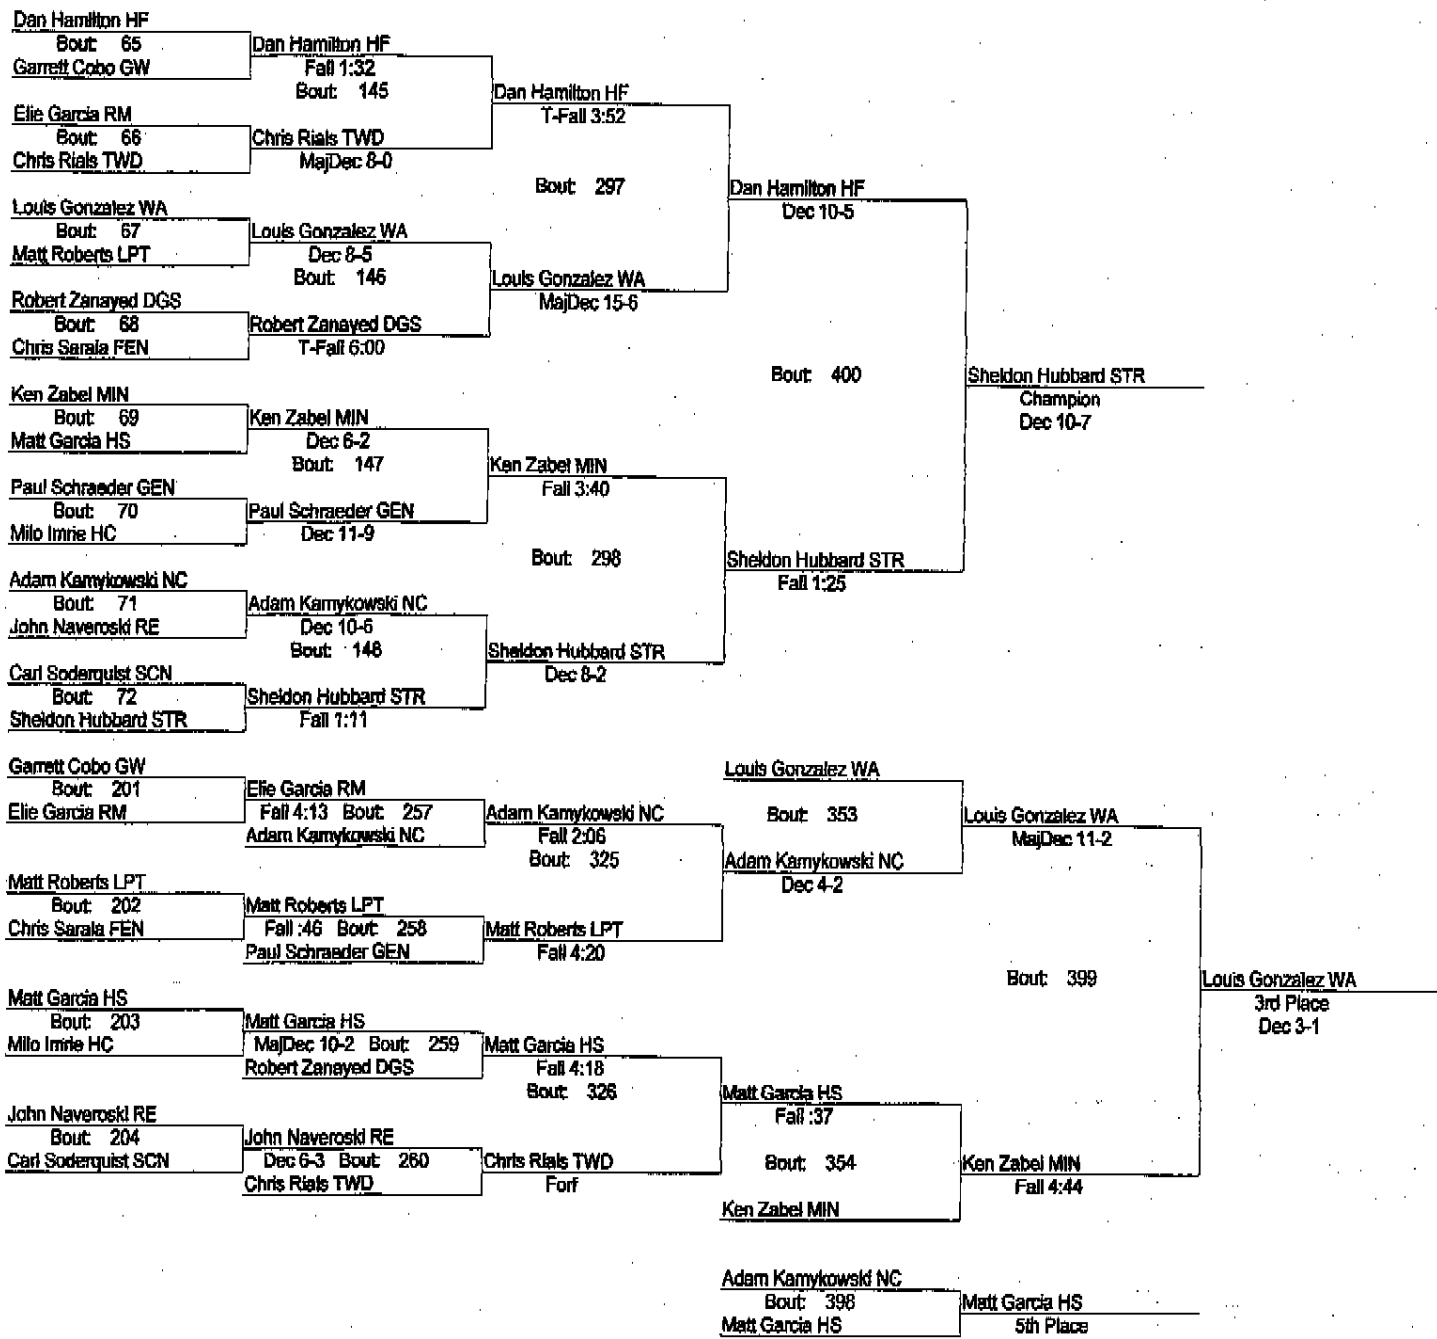 Dan Hamilton HF
Bout: 65
Garrett Cobo GW
Dan Hamilton HF
Fall 1:32
Bout: 145
Elie Garcia RM
Bout: 66
Chris Rials TWD
Chris Rials TWD
MajDec 8-0
Dan Hamilton HF
T-Fall 3:52
Bout: 297
Louis Gonzalez WA
Bout: 67
Matt Roberts LPT
Louis Gonzalez WA
Dec 8-5
Bout: 146
Robert Zanayed DGS
Bout: 68
Chris Sarala FEN
Robert Zanayed DGS
T-Fall 6:00
Louis Gonzalez WA
MajDec 15-6
Dan Hamilton HF
Dec 10-5
Bout: 400
Sheldon Hubbard STR
Champion
Dec 10-7
Ken Zabel MIN
Bout: 69
Matt Garcia HS
Ken Zabel MIN
Dec 6-2
Bout: 147
Paul Schraeder GEN
Bout: 70
Milo Imrie HC
Paul Schraeder GEN
Dec 11-9
Ken Zabel MIN
Fall 3:40
Bout: 298
Sheldon Hubbard STR
Fall 1:25
Adam Kamykowski NC
Bout: 71
John Naveroski RE
Adam Kamykowski NC
Dec 10-6
Bout: 148
Carl Soderquist SCN
Bout: 72
Sheldon Hubbard STR
Sheldon Hubbard STR
Fall 1:11
Sheldon Hubbard STR
Dec 8-2
Garrett Cobo GW
Bout: 201
Elie Garcia RM
Elie Garcia RM
Fall 4:13 Bout: 257
Adam Kamykowski NC
Adam Kamykowski NC
Fall 2:06
Bout: 325
Matt Roberts LPT
Bout: 202
Chris Sarala FEN
Matt Roberts LPT
Fall :46 Bout: 258
Paul Schraeder GEN
Matt Roberts LPT
Fall 4:20
Louis Gonzalez WA
Bout: 353
Adam Kamykowski NC
Dec 4-2
Louis Gonzalez WA
MajDec 11-2
Bout: 399
Louis Gonzalez WA
3rd Place
Dec 3-1
Matt Garcia HS
Bout: 203
Milo Imrie HC
Matt Garcia HS
MajDec 10-2 Bout: 259
Robert Zanayed DGS
Matt Garcia HS
Fall 4:18
Bout: 326
John Naveroski RE
Bout: 204
Carl Soderquist SCN
John Naveroski RE
Dec 6-3 Bout: 260
Chris Rials TWD
Chris Rials TWD
Forf
Matt Garcia HS
Fall :37
Bout: 354
Ken Zabel MIN
Ken Zabel MIN
Fall 4:44
Adam Kamykowski NC
Bout: 398
Matt Garcia HS
Matt Garcia HS
5th Place